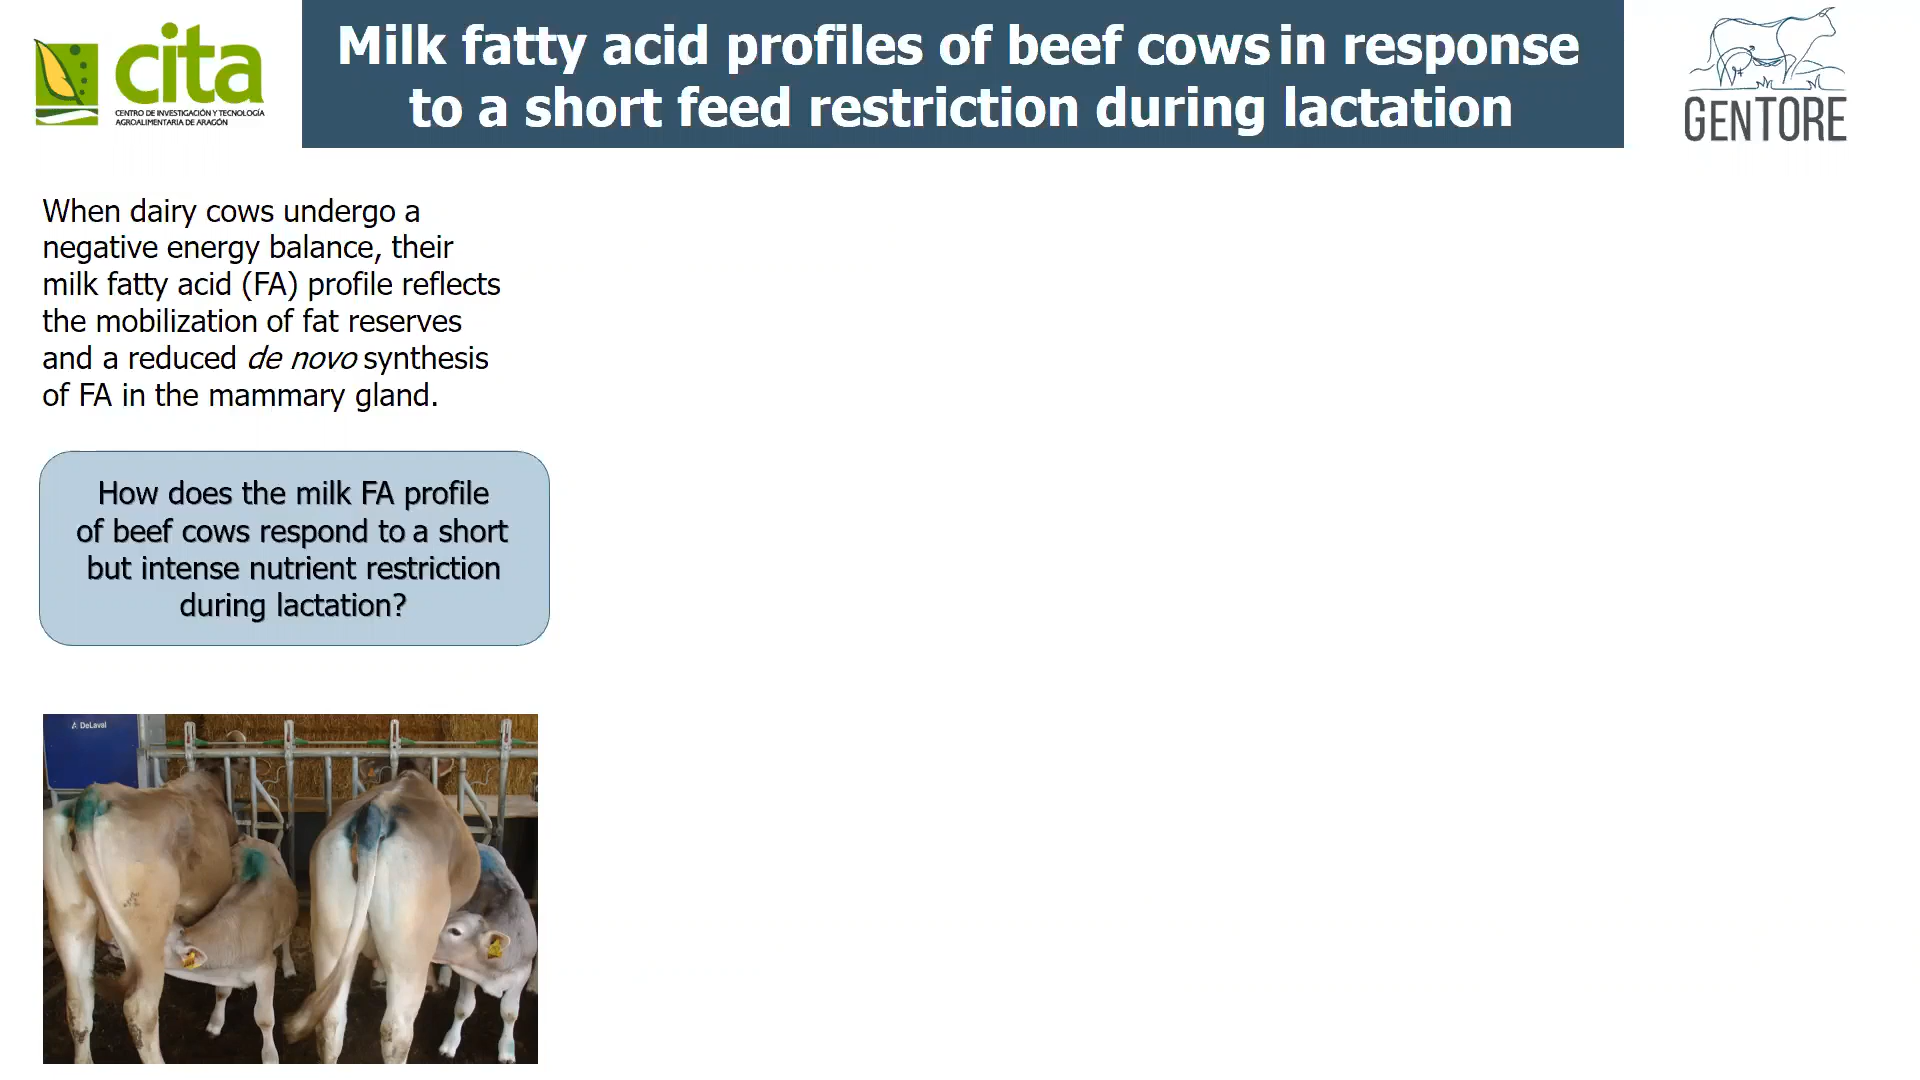 cita
CENTRO DE INVESTIGACIÓN Y TECNOLOGÍA
AGROALIMENTARIA DE ARAGÓN
Milk fatty acid profiles of beef cows in response
to a short feed restriction during lactation
GENTORE
When dairy cows undergo a
negative energy balance, their
milk fatty acid (FA) profile reflects
the mobilization of fat reserves
and a reduced de novo synthesis
of FA in the mammary gland.
How does the milk FA profile
of beef cows respond to a short
but intense nutrient restriction
during lactation?
DeLaval